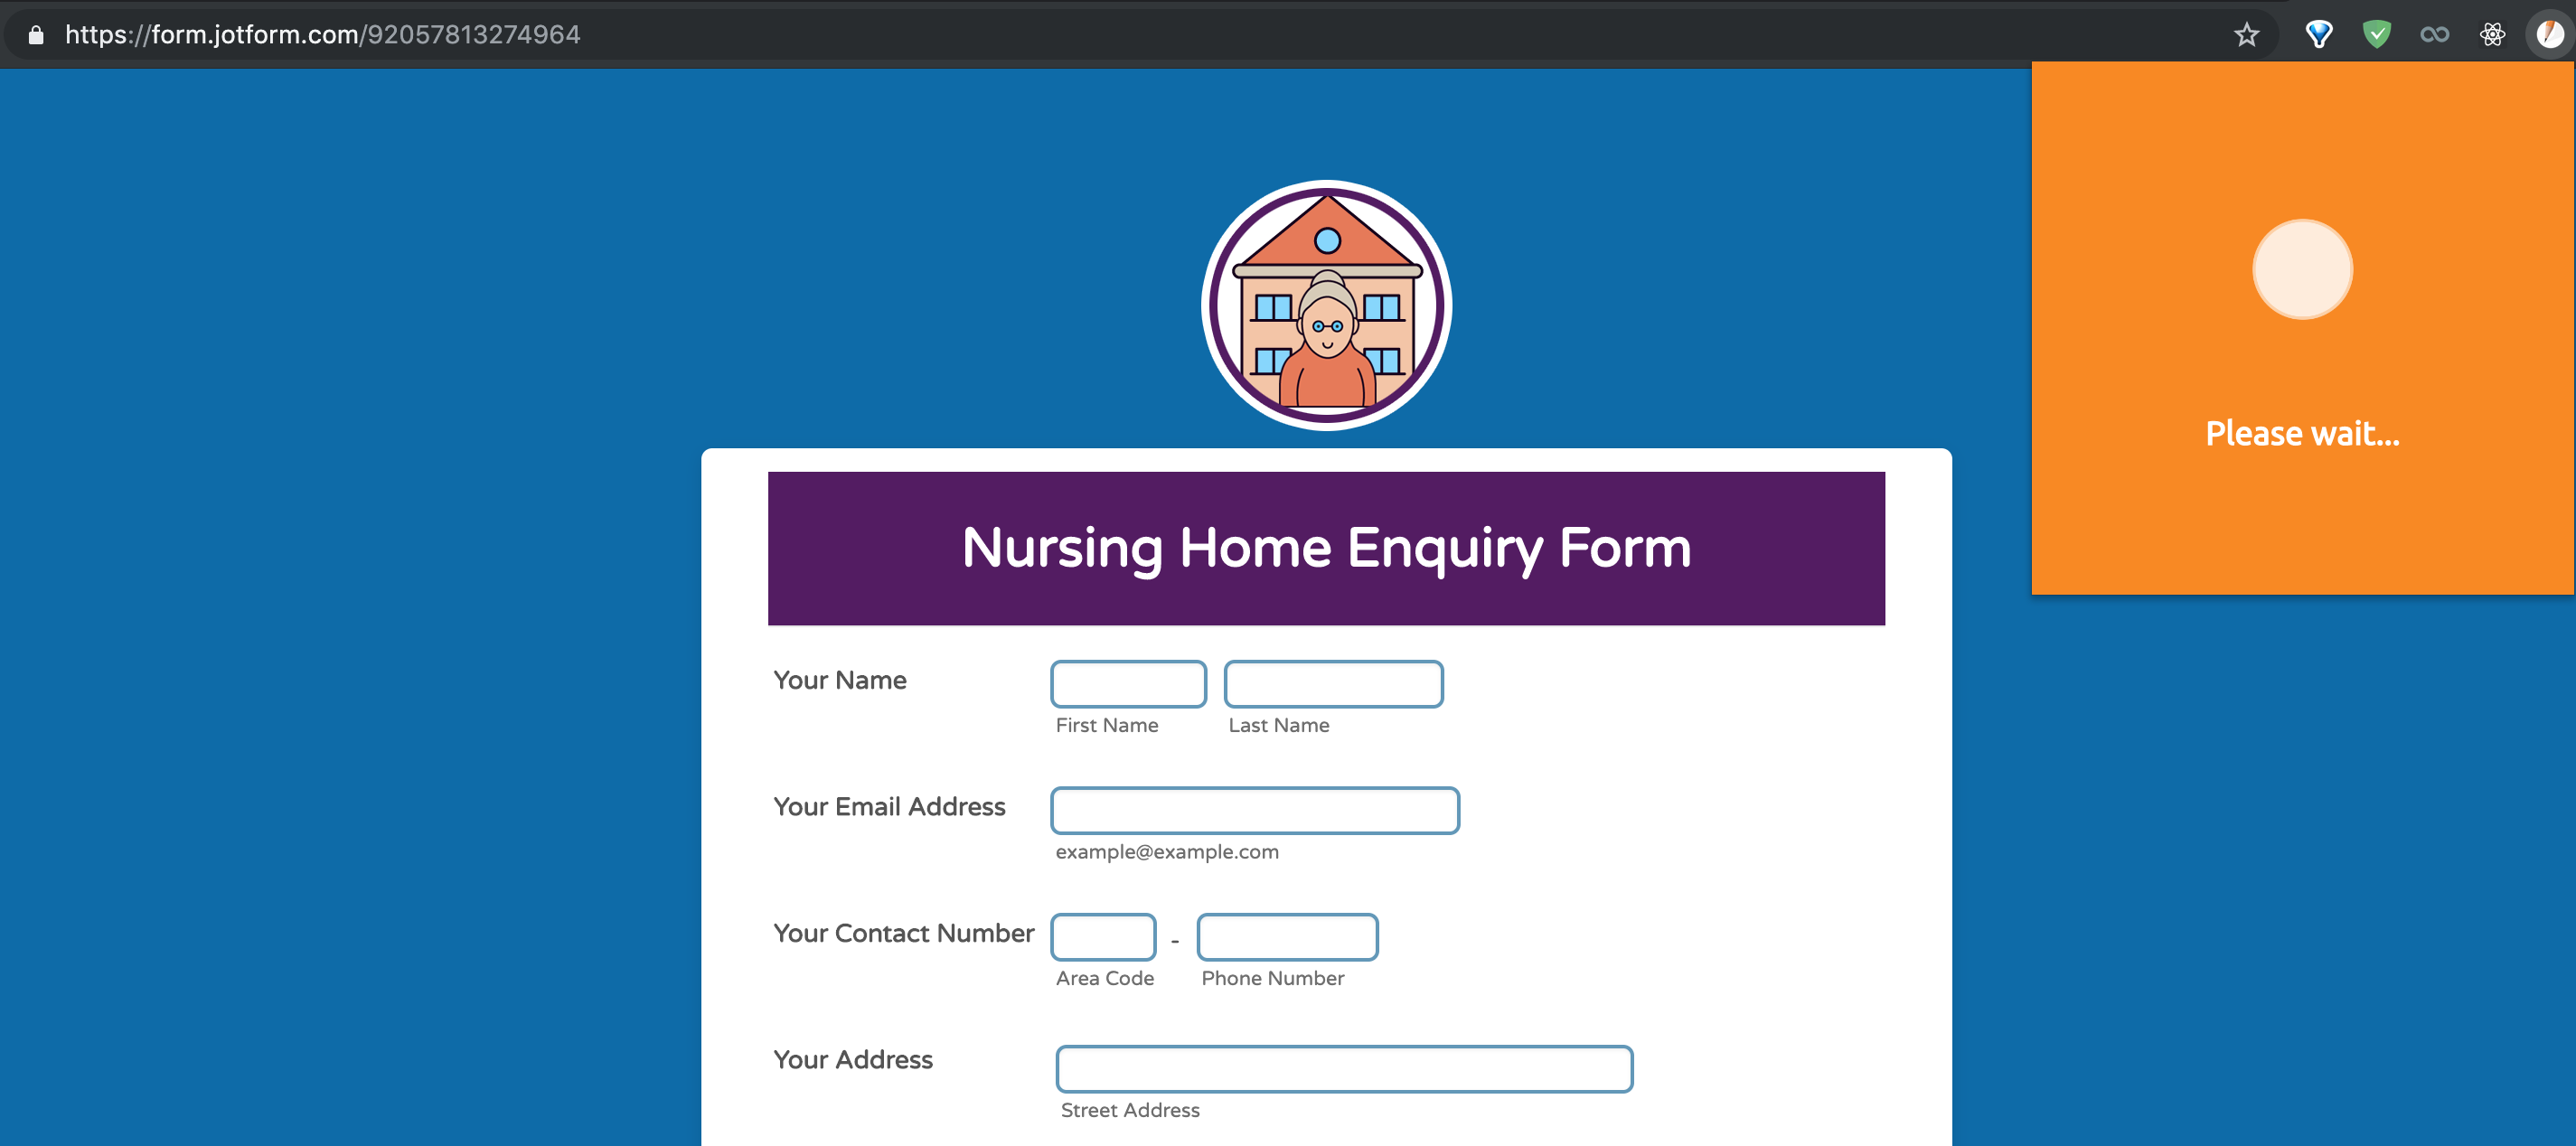 https://form.jotform.com/92057813274964
Please wait...
Nursing Home Enquiry Form
Your Name
First Name Last Name
Your Email Address
example@example.com
Your Contact Number -
Area Code Phone Number
Your Address
Street Address